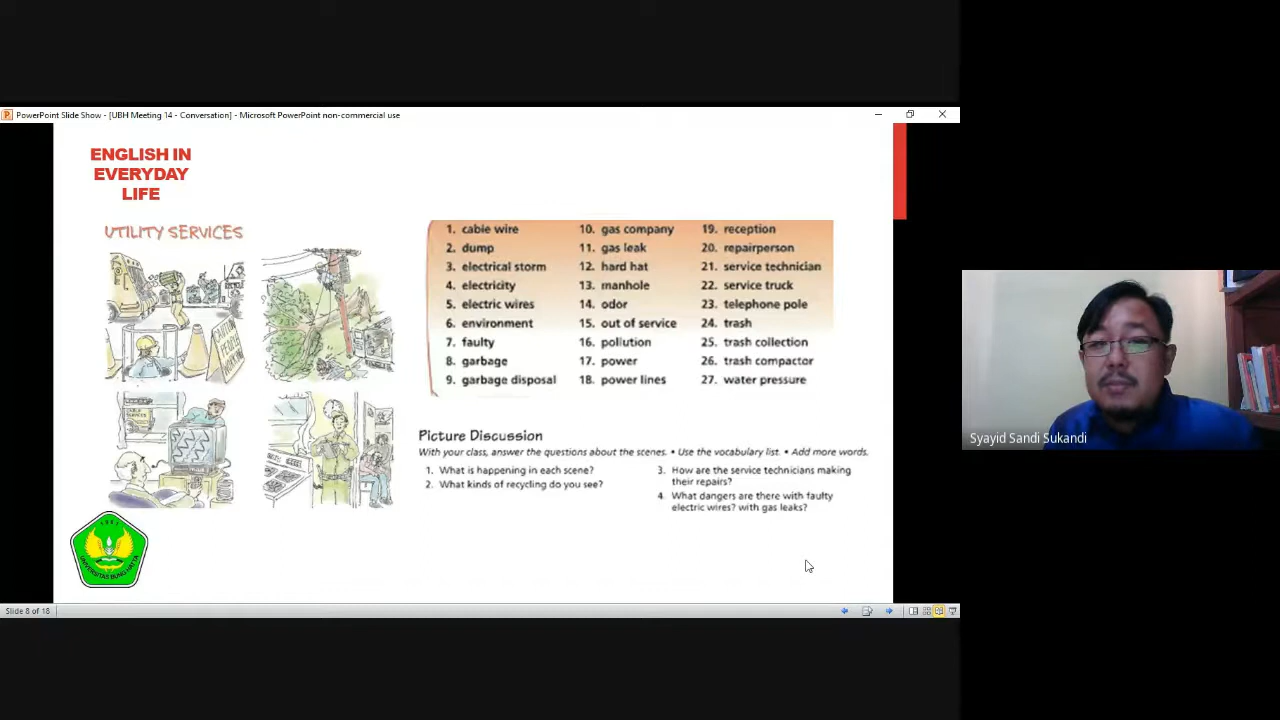 PowerPoint Slide Show - [UBH Meeting 14 - Conversation] - Microsoft PowerPoint non-commercial use
ENGLISH IN
EVERYDAY
LIFE
UTILITY SERVICES
1. cable wire
2. dump
3. electrical storm
4. electricity
5. electric wires
6. environment
7. faulty
8. garbage
9. garbage disposal
10. gas company
11. gas leak
12. hard hat
13. manhole
14. odor
15. out of service
16. pollution
17. power
18. power lines
19. reception
20. repairperson
21. service technician
22. service truck
23. telephone pole
24. trash
25. trash collection
26. trash compactor
27. water pressure
Picture Discussion
With your class, answer the questions about the scenes. • Use the vocabulary list. • Add more words.
1. What is happening in each scene?
2. What kinds of recycling do you see?
3. How are the service technicians making
their repairs?
4. What dangers are there with faulty
electric wires? with gas leaks?
UNIVERSITAS BUNG HATTA
Slide 8 of 18
Syayid Sandi Sukandi